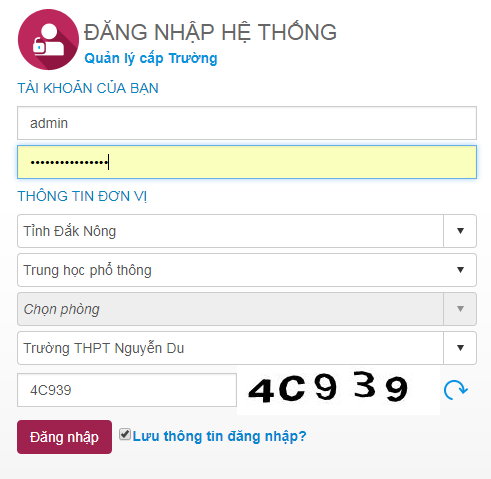 ĐĂNG NHẬP HỆ THỐNG
Quản lý cấp Trường
TÀI KHOẢN CỦA BẠN
admin
••••••••••••••••
THÔNG TIN ĐƠN VỊ
Tỉnh Đắk Nông
Trung học phổ thông
Chọn phòng
Trường THPT Nguyễn Du
4C939 4C939
Đăng nhập Lưu thông tin đăng nhập?